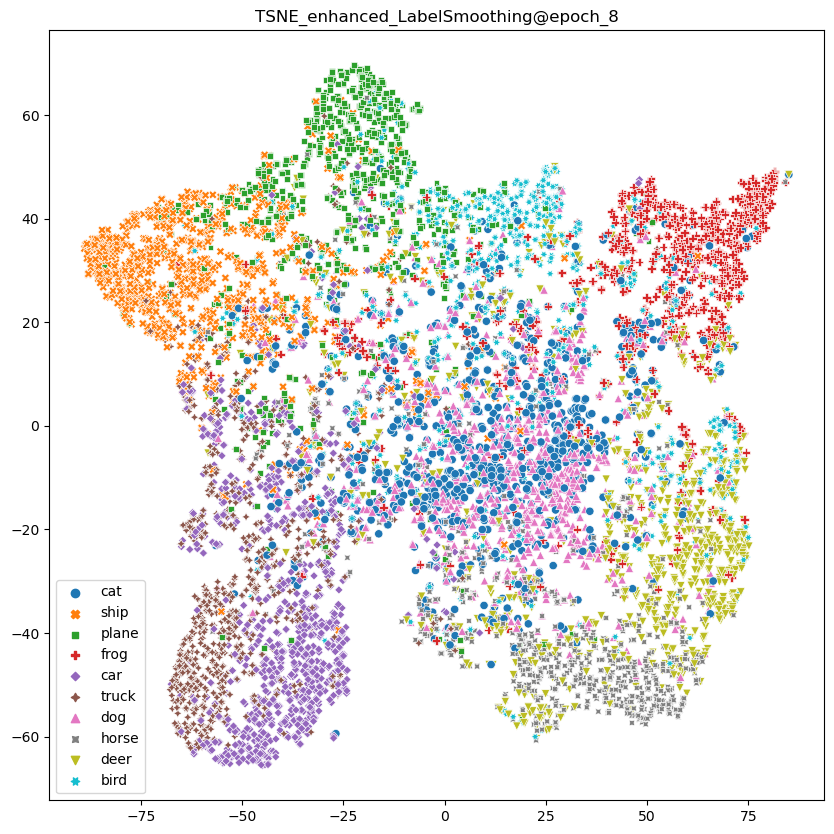 TSNE_enhanced_LabelSmoothing@epoch_8
60
40
20
0
−20
−40
−60
cat
ship
plane
frog
car
truck
dog
horse
deer
bird
−75 −50 −25 0 25 50 75